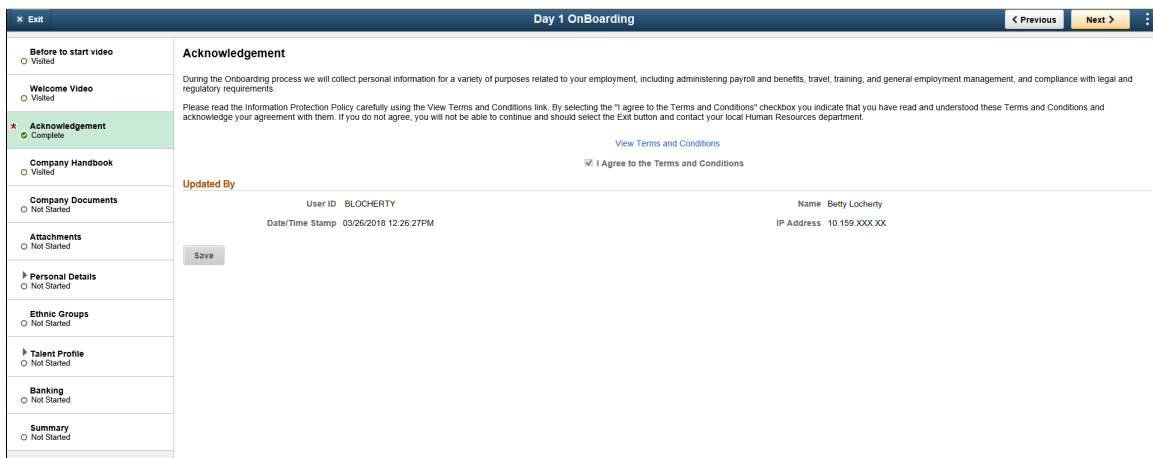 × Exit
Day 1 OnBoarding
Previous
Next
Before to start video
Visited
Welcome Video
Visited
* Acknowledgement
Complete
Company Handbook
Visited
Company Documents
Not Started
Attachments
Not Started
Personal Details
Not Started
Ethnic Groups
Not Started
Talent Profile
Not Started
Banking
Not Started
Summary
Not Started
Acknowledgement
During the Onboarding process we will collect personal information for a variety of purposes related to your employment, including administering payroll and benefits, travel, training, and general employment management, and compliance with legal and
regulatory requirements.
Please read the Information Protection Policy carefully using the View Terms and Conditions link. By selecting the "I agree to the Terms and Conditions" checkbox you indicate that you have read and understood these Terms and Conditions and
acknowledge your agreement with them. If you do not agree, you will not be able to continue and should select the Exit button and contact your local Human Resources department.
View Terms and Conditions
I Agree to the Terms and Conditions
Updated By
User ID BLOCHERTY
Name Betty Locherty
Date/Time Stamp 03/26/2018 12:26:27PM
IP Address 10.159.XXX.XX
Save